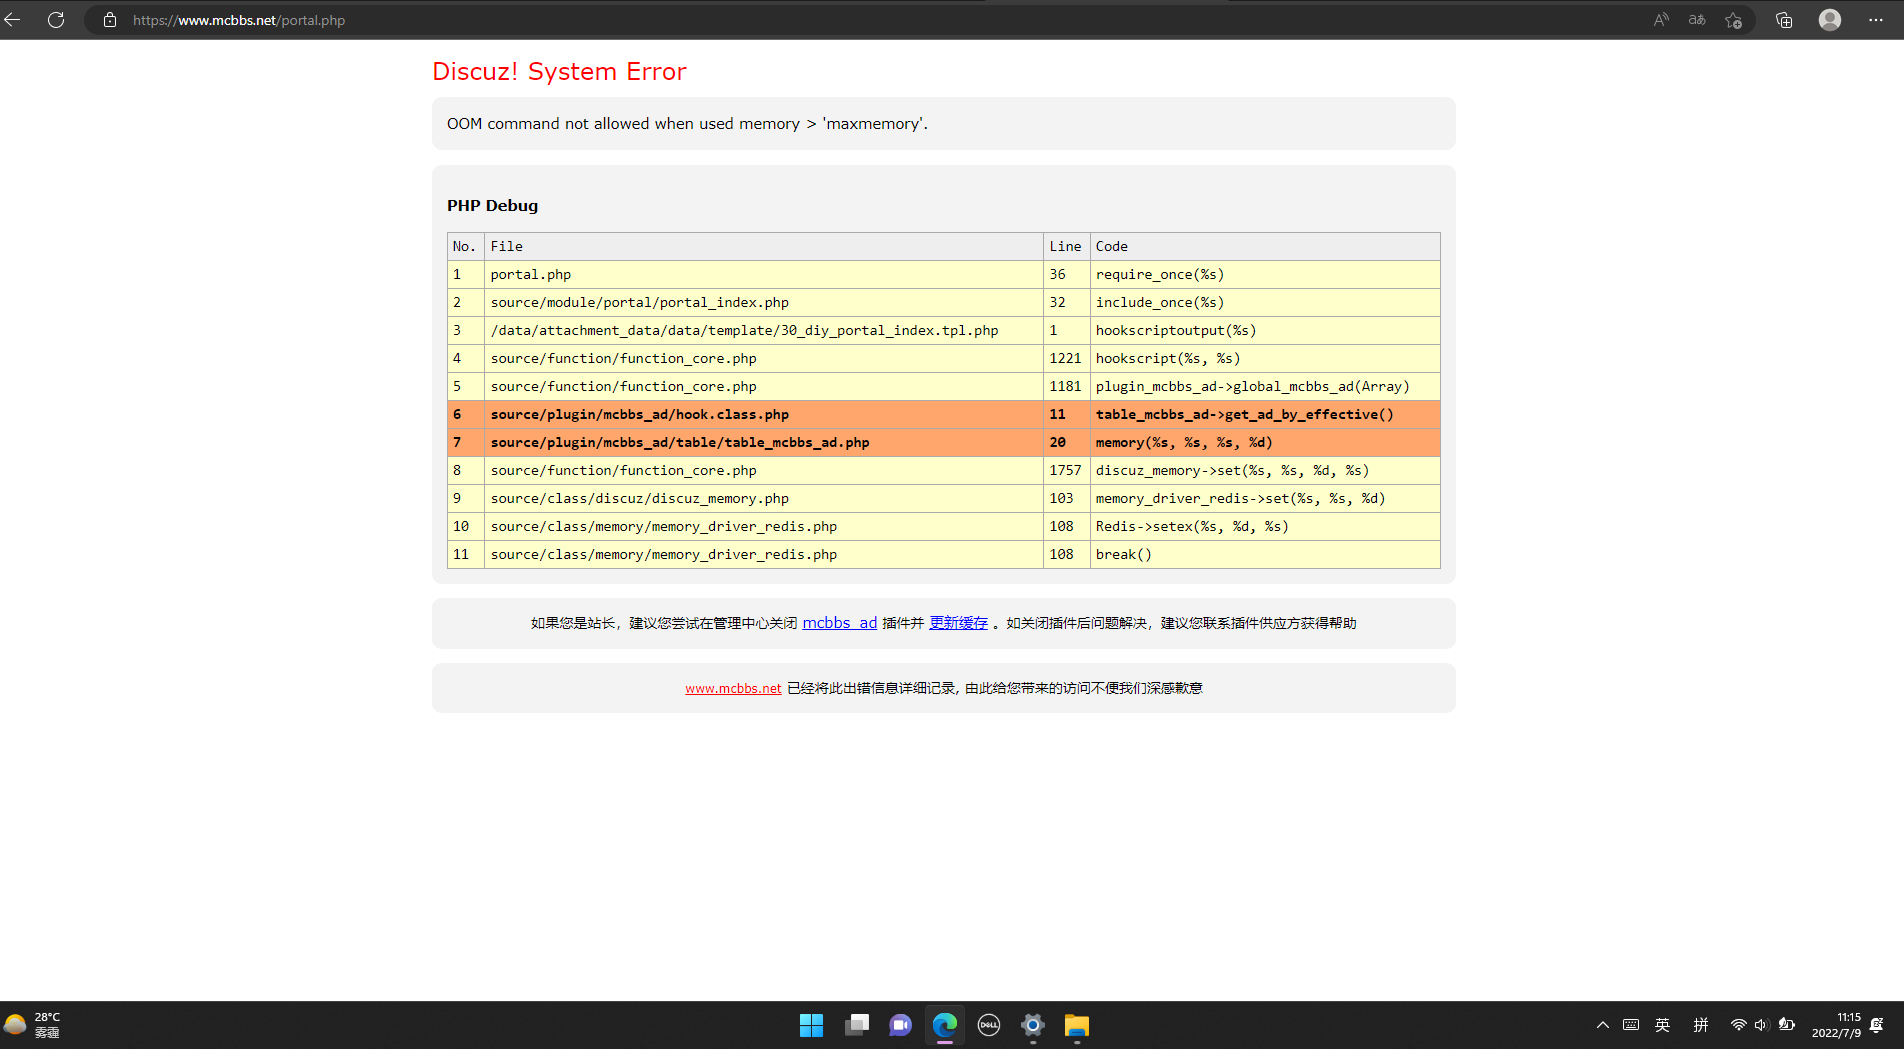 https://www.mcbbs.net/portal.php
Discuz! System Error
OOM command not allowed when used memory > 'maxmemory'.
PHP Debug
No. File Line Code
1 portal.php 36 require_once(%s)
2 source/module/portal/portal_index.php 32 include_once(%s)
3 /data/attachment_data/data/template/30_diy_portal_index.tpl.php 1 hookscriptoutput(%s)
4 source/function/function_core.php 1221 hookscript(%s, %s)
5 source/function/function_core.php 1181 plugin_mcbbs_ad->global_mcbbs_ad(Array)
6 source/plugin/mcbbs_ad/hook.class.php 11 table_mcbbs_ad->get_ad_by_effective()
7 source/plugin/mcbbs_ad/table/table_mcbbs_ad.php 20 memory(%s, %s, %s, %d)
8 source/function/function_core.php 1757 discuz_memory->set(%s, %s, %d, %s)
9 source/class/discuz/discuz_memory.php 103 memory_driver_redis->set(%s, %s, %d)
10 source/class/memory/memory_driver_redis.php 108 Redis->setex(%s, %d, %s)
11 source/class/memory/memory_driver_redis.php 108 break()
如果您是站长，建议您尝试在管理中心关闭 mcbbs_ad 插件并 更新缓存 。如关闭插件后问题解决，建议您联系插件供应方获得帮助
www.mcbbs.net 已经将此出错信息详细记录, 由此给您带来的访问不便我们深感歉意
28°C
雾霾
DELL
英 拼
11:15
2022/7/9